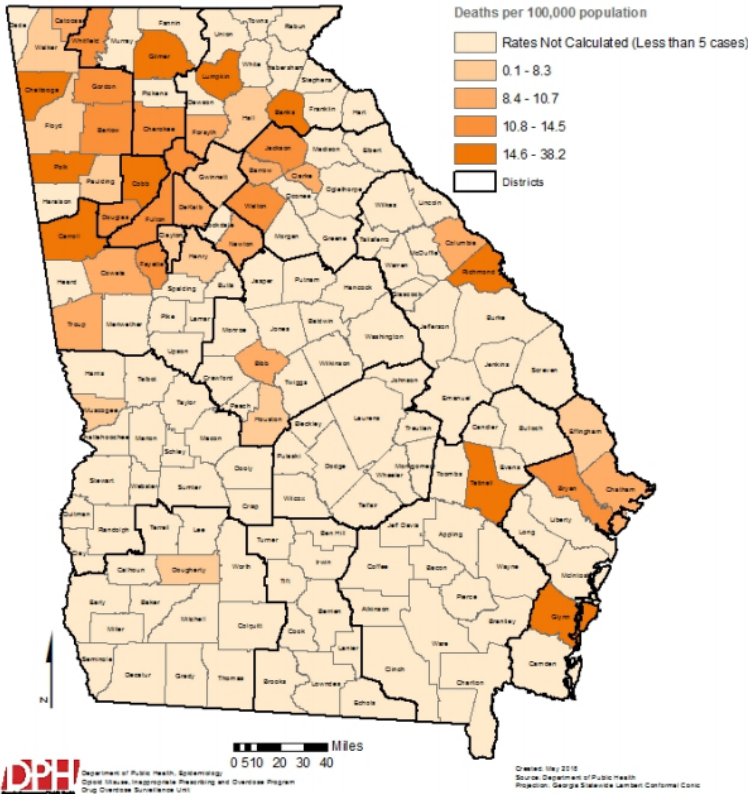 Deaths per 100,000 population
Rates Not Calculated (Less than 5 cases)
0.1 - 8.3
8.4 - 10.7
10.8 - 14.5
14.6 - 38.2
Districts
Dade Catoosa Whitfield Murray Fannin Union Towns Rabun
Walker Gilmer Lumpkin White Habersham Stephens
Chattooga Gordon Pickens Dawson Banks Franklin Hart
Floyd Bartow Cherokee Forsyth Hall Jackson Madison Elbert
Polk Paulding Cobb Gwinnett Barrow Clarke Oglethorpe
Haralson Douglas Fulton DeKalb Walton Oconee Wilkes Lincoln
Carroll Clayton Rockdale Newton Morgan Greene Taliaferro Columbia
Heard Coweta Fayette Henry McDuffie Warren Richmond
Spalding Butts Jasper Putnam Hancock Glascock
Troup Meriwether Pike Lamar Monroe Jones Baldwin Washington Jefferson Burke
Upson Bibb Wilkinson Jenkins Screven
Harris Talbot Crawford Twiggs Johnson Emanuel
Muscogee Taylor Peach Houston Bleckley Laurens Treutlen Candler Bulloch Effingham
Chattahoochee Marion Macon Schley Pulaski Dodge Wheeler Montgomery Toombs Tattnall Evans Bryan Chatham
Stewart Webster Sumter Dooly Wilcox Telfair
Quitman Randolph Terrell Lee Crisp Jeff Davis Appling Long Liberty
Clay Calhoun Dougherty Worth Turner Ben Hill Irwin Coffee Bacon Wayne McIntosh
Early Baker Mitchell Tift Pierce
Miller Colquitt Cook Berrien Atkinson Ware Brantley Glynn
Seminole Decatur Grady Thomas Brooks Lanier Lowndes Clinch Charlton Camden
Echols
N
Miles
0 5 10 20 30 40
DPH
Department of Public Health, Epidemiology
Opioid Misuse, Inappropriate Prescribing and Overdose Program
Drug Overdose Surveillance Unit
Created: May 2018
Source: Department of Public Health
Projection: Georgia Statewide Lambert Conformal Conic